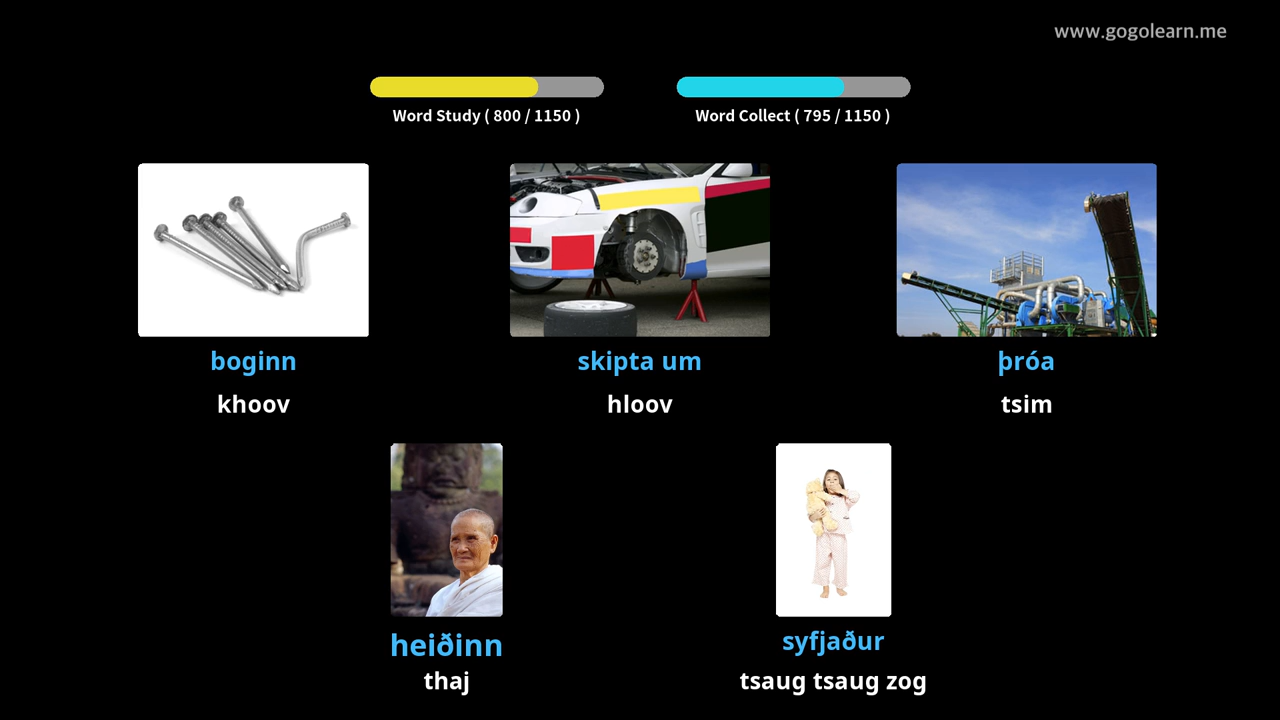 www.gogolearn.me
Word Study ( 800 / 1150 )
Word Collect ( 795 / 1150 )
boginn
khoov
skipta um
hloov
þróa
tsim
heiðinn
thaj
syfjaður
tsaug tsaug zog